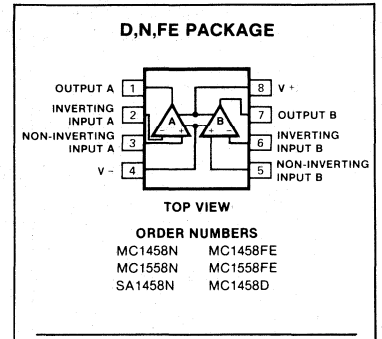 D,N,FE PACKAGE
OUTPUT A 1
INVERTING INPUT A 2
NON-INVERTING INPUT A 3
V − 4
8 V +
7 OUTPUT B
6 INVERTING INPUT B
5 NON-INVERTING INPUT B
A
B
− +
+ −
TOP VIEW
ORDER NUMBERS
MC1458N MC1458FE
MC1558N MC1558FE
SA1458N MC1458D